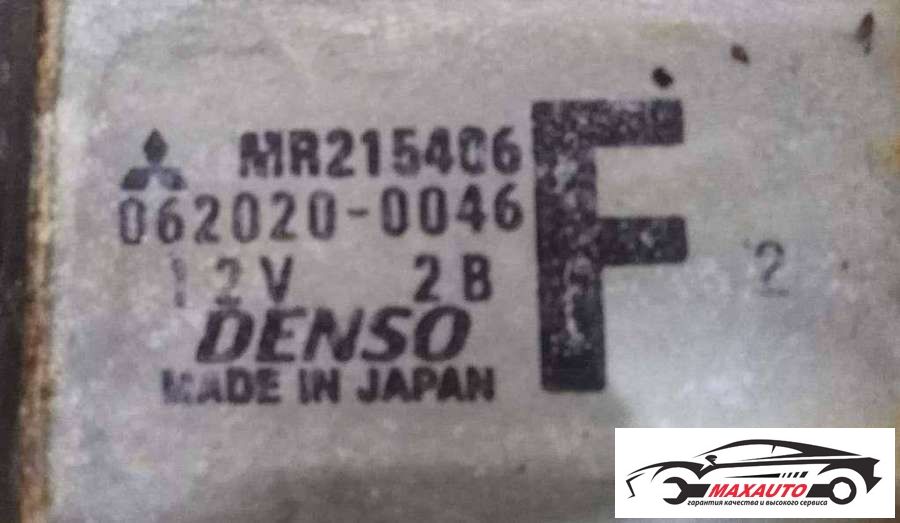 MR215406
062020-0046
12V 2B
DENSO
MADE IN JAPAN
F
2
MAXAUTO
гарантия качества и высокого сервиса